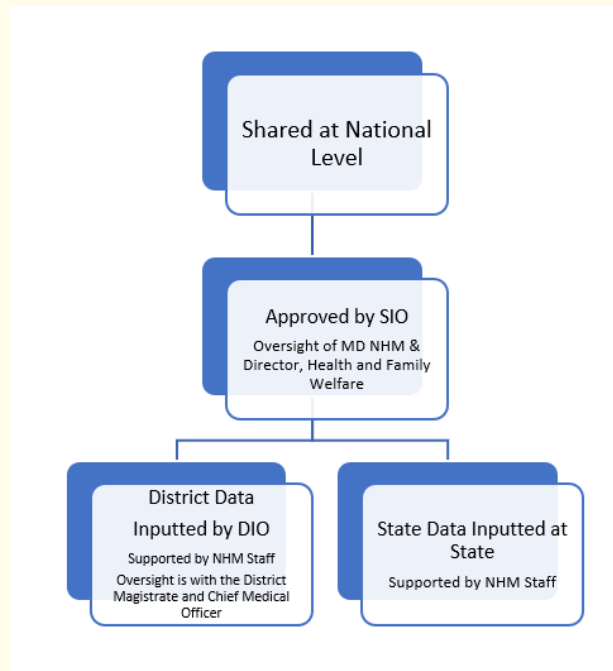 Shared at National
Level
Approved by SIO
Oversight of MD NHM &
Director, Health and Family
Welfare
District Data
Inputted by DIO
Supported by NHM Staff
Oversight is with the District
Magistrate and Chief Medical
Officer
State Data Inputted at
State
Supported by NHM Staff